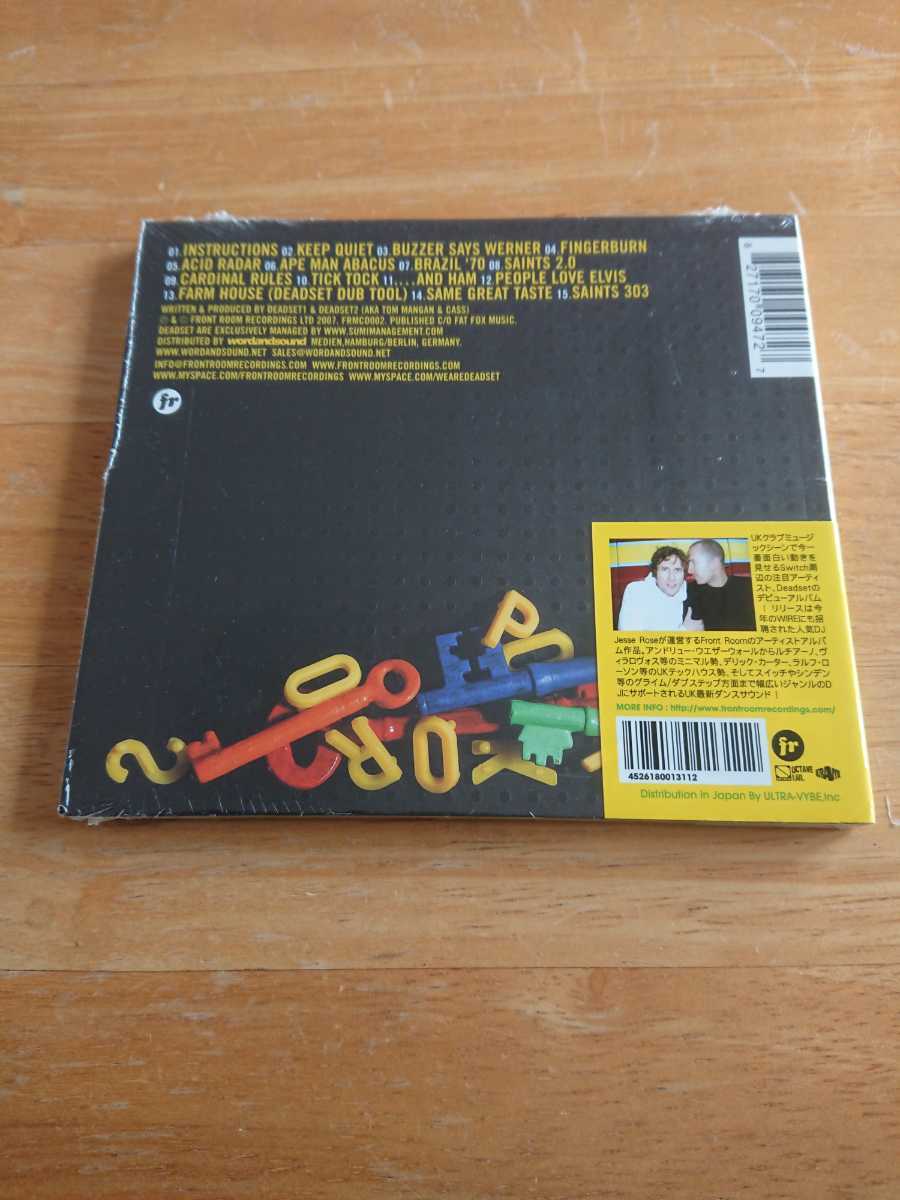 01.INSTRUCTIONS 02.KEEP QUIET 03.BUZZER SAYS WERNER 04.FINGERBURN
05.ACID RADAR 06.APE MAN ABACUS 07.BRAZIL '70 08.SAINTS 2.0
09.CARDINAL RULES 10.TICK TOCK 11....AND HAM 12.PEOPLE LOVE ELVIS
13.FARM HOUSE (DEADSET DUB TOOL) 14.SAME GREAT TASTE 15.SAINTS 303
WRITTEN & PRODUCED BY DEADSET1 & DEADSET2 (AKA TOM MANGAN & CASS)
℗ & © FRONT ROOM RECORDINGS LTD 2007. FRMCD002. PUBLISHED C/O FAT FOX MUSIC.
DEADSET ARE EXCLUSIVELY MANAGED BY WWW.SUMIMANAGEMENT.COM
DISTRIBUTED BY wordandsound MEDIEN,HAMBURG/BERLIN, GERMANY.
WWW.WORDANDSOUND.NET SALES@WORDANDSOUND.NET
INFO@FRONTROOMRECORDINGS.COM WWW.FRONTROOMRECORDINGS.COM
WWW.MYSPACE.COM/FRONTROOMRECORDINGS WWW.MYSPACE.COM/WEAREDEADSET
fr
8 27170 09472 7
UKクラブミュージ
ックシーンで今一
番面白い動きを
見せるSwitch周
辺の注目アーティ
スト、Deadsetの
デビューアルバム
！リリースは今
年のWIREにも招
聘された人気DJ
Jesse Roseが運営するFront Roomのアーティストアルバ
ム作品。アンドリュー・ウエザーウォールからルチアーノ、ヴ
ィラロヴォス等のミニマル勢、デリック・カーター、ラルフ・ロ
ーソン等のUKテックハウス勢、そしてスイッチやシンデン
等のグライム/ダブステップ方面まで幅広いジャンルのD
JにサポートされるUK最新ダンスサウンド！
MORE INFO : http://www.frontroomrecordings.com/
4526180013112
fr
OCTAVE LAB.
Distribution in Japan By ULTRA-VYBE,Inc